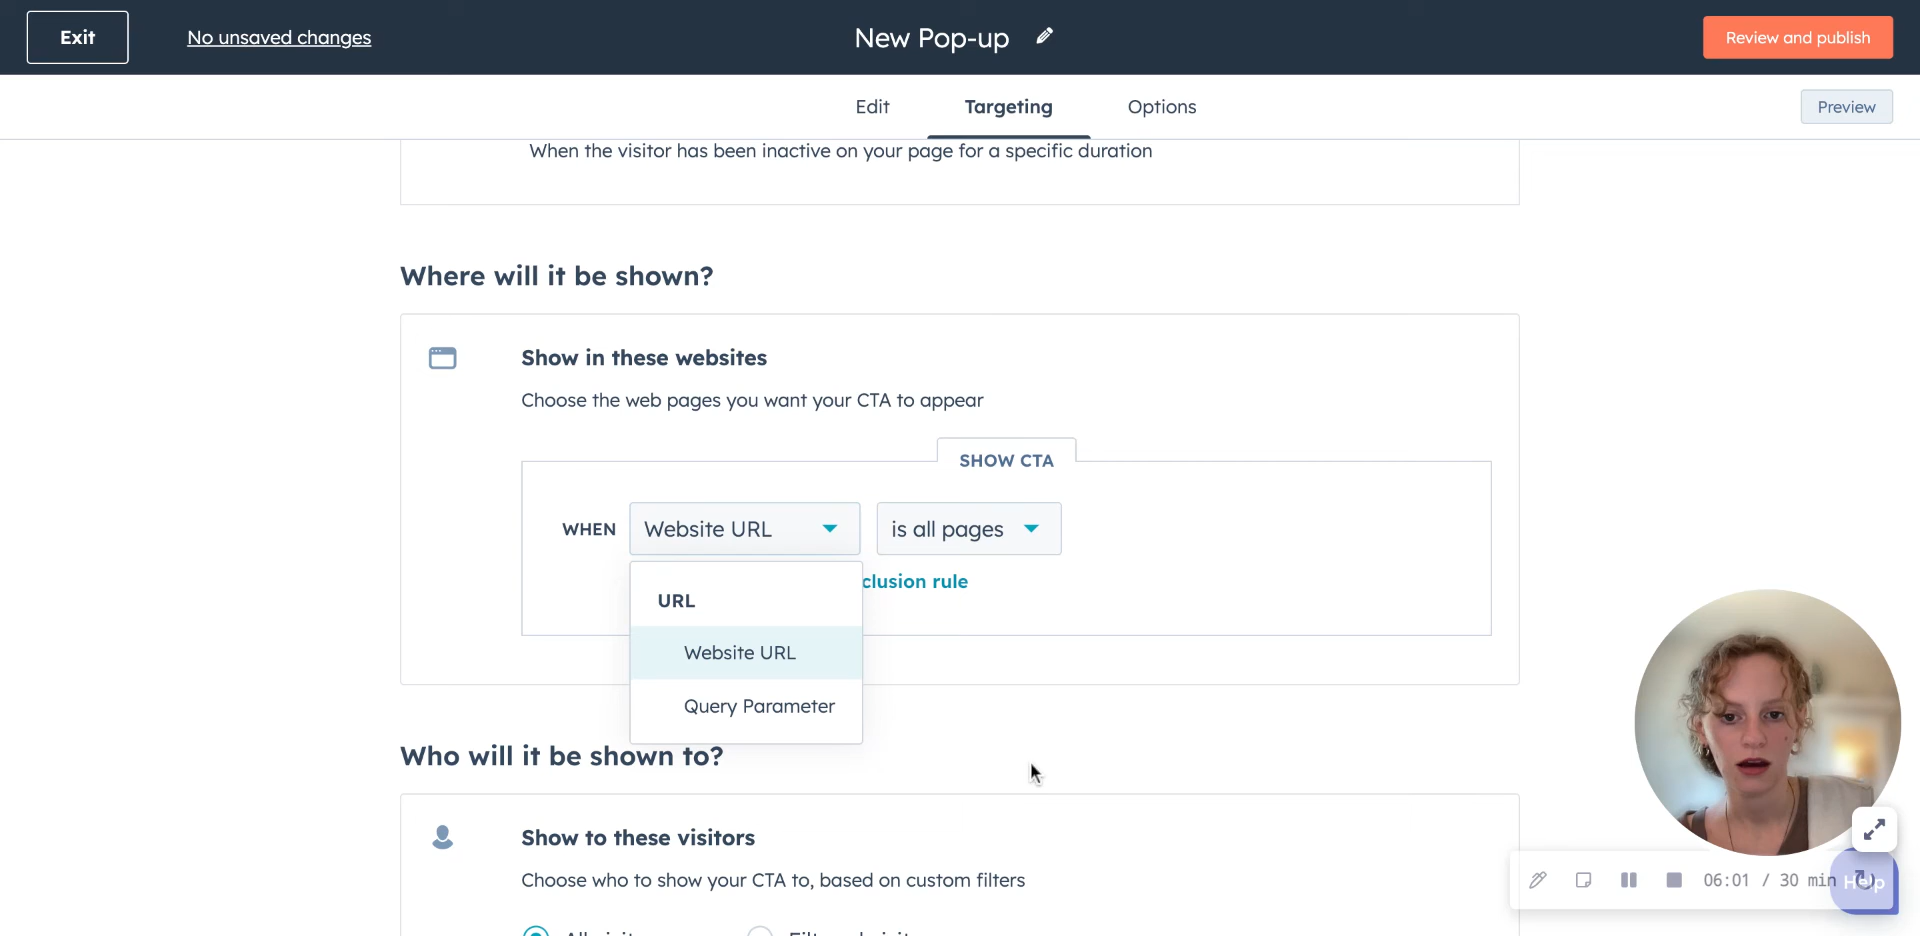 Exit
No unsaved changes
New Pop-up
Review and publish
Edit
Targeting
Options
Preview
When the visitor has been inactive on your page for a specific duration
Where will it be shown?
Show in these websites
Choose the web pages you want your CTA to appear
SHOW CTA
WHEN
Website URL
is all pages
clusion rule
URL
Website URL
Query Parameter
Who will it be shown to?
Show to these visitors
Choose who to show your CTA to, based on custom filters
06:01 / 30 min
Help